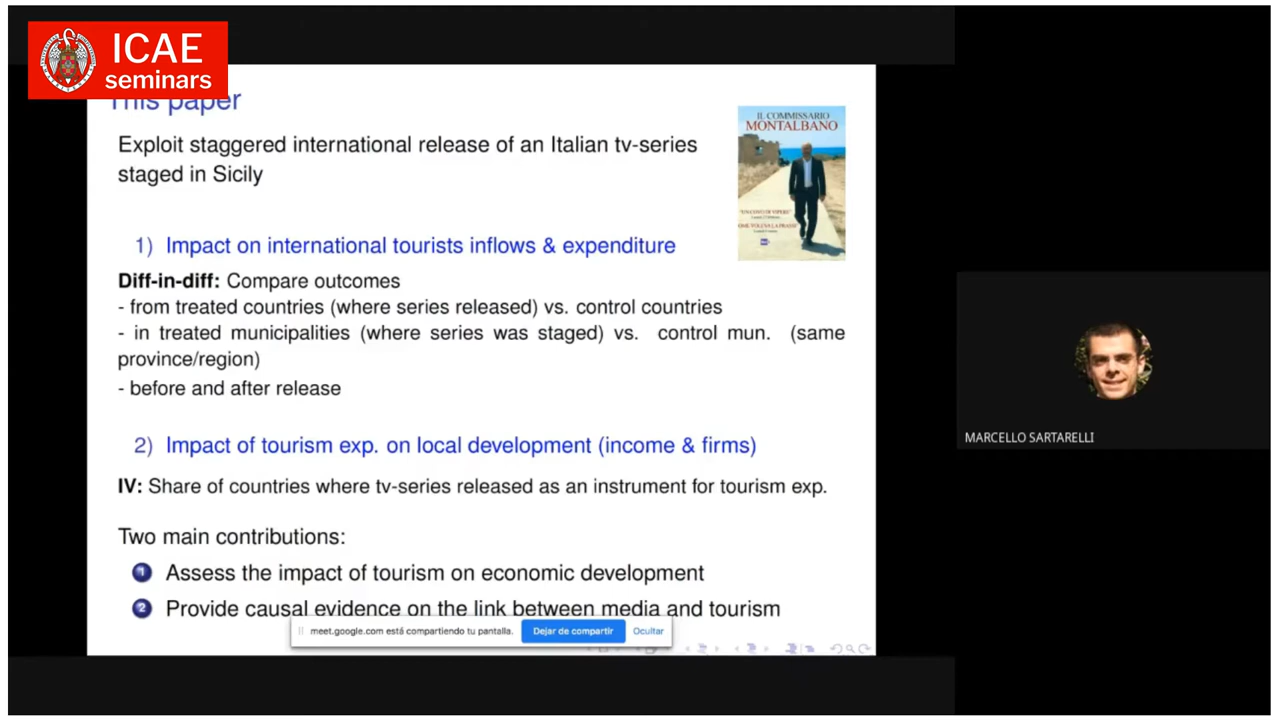 ICAE
seminars
This paper
Exploit staggered international release of an Italian tv-series
staged in Sicily
IL COMMISSARIO
MONTALBANO
1) Impact on international tourists inflows & expenditure
Diff-in-diff: Compare outcomes
- from treated countries (where series released) vs. control countries
- in treated municipalities (where series was staged) vs. control mun. (same
province/region)
- before and after release
2) Impact of tourism exp. on local development (income & firms)
IV: Share of countries where tv-series released as an instrument for tourism exp.
Two main contributions:
1 Assess the impact of tourism on economic development
2 Provide causal evidence on the link between media and tourism
meet.google.com está compartiendo tu pantalla. Dejar de compartir Ocultar
MARCELLO SARTARELLI